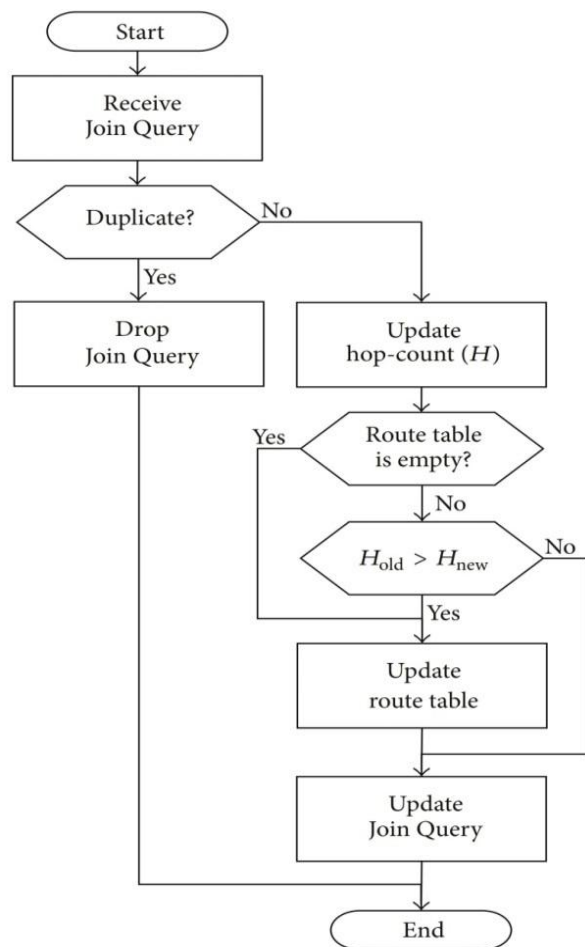 Start
Receive
Join Query
Duplicate?
No
Yes
Drop
Join Query
Update
hop-count (H)
Yes
Route table
is empty?
No
H_old > H_new
No
Yes
Update
route table
Update
Join Query
End